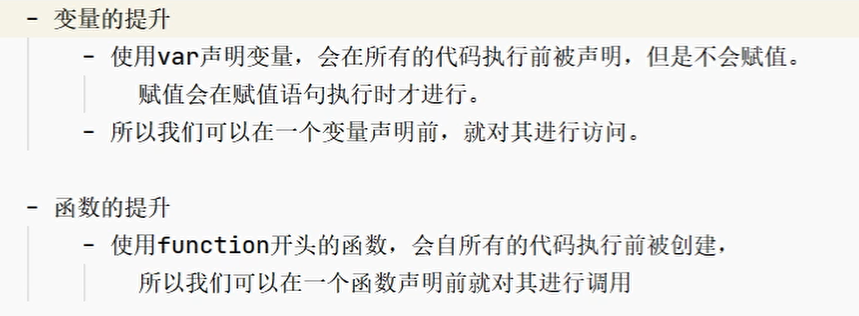 - 变量的提升
- 使用var声明变量，会在所有的代码执行前被声明，但是不会赋值。
赋值会在赋值语句执行时才进行。
- 所以我们可以在一个变量声明前，就对其进行访问。
- 函数的提升
- 使用function开头的函数，会自所有的代码执行前被创建，
所以我们可以在一个函数声明前就对其进行调用